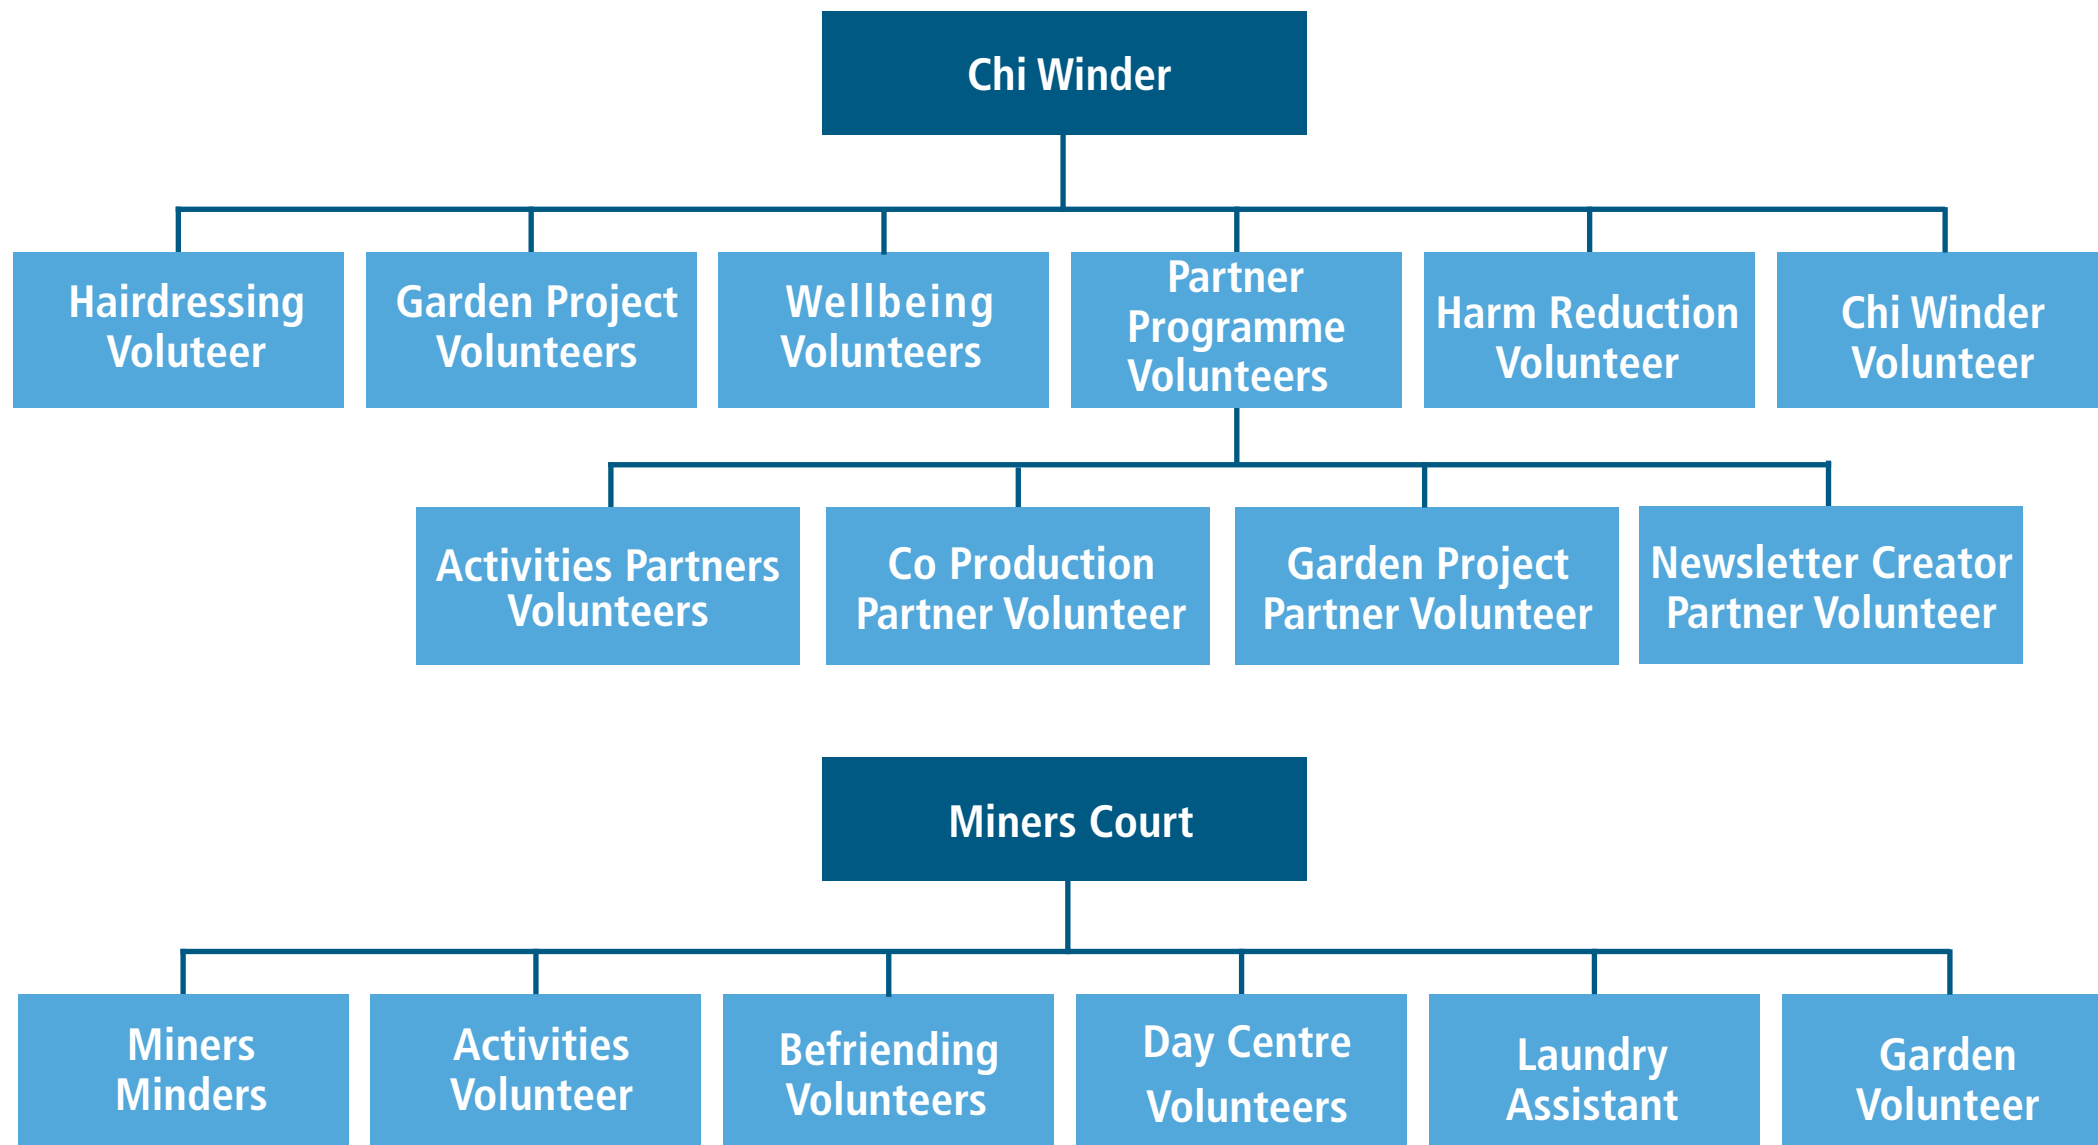 Chi Winder
Hairdressing
Voluteer
Garden Project
Volunteers
Wellbeing
Volunteers
Partner
Programme
Volunteers
Harm Reduction
Volunteer
Chi Winder
Volunteer
Activities Partners
Volunteers
Co Production
Partner Volunteer
Garden Project
Partner Volunteer
Newsletter Creator
Partner Volunteer
Miners Court
Miners
Minders
Activities
Volunteer
Befriending
Volunteers
Day Centre
Volunteers
Laundry
Assistant
Garden
Volunteer